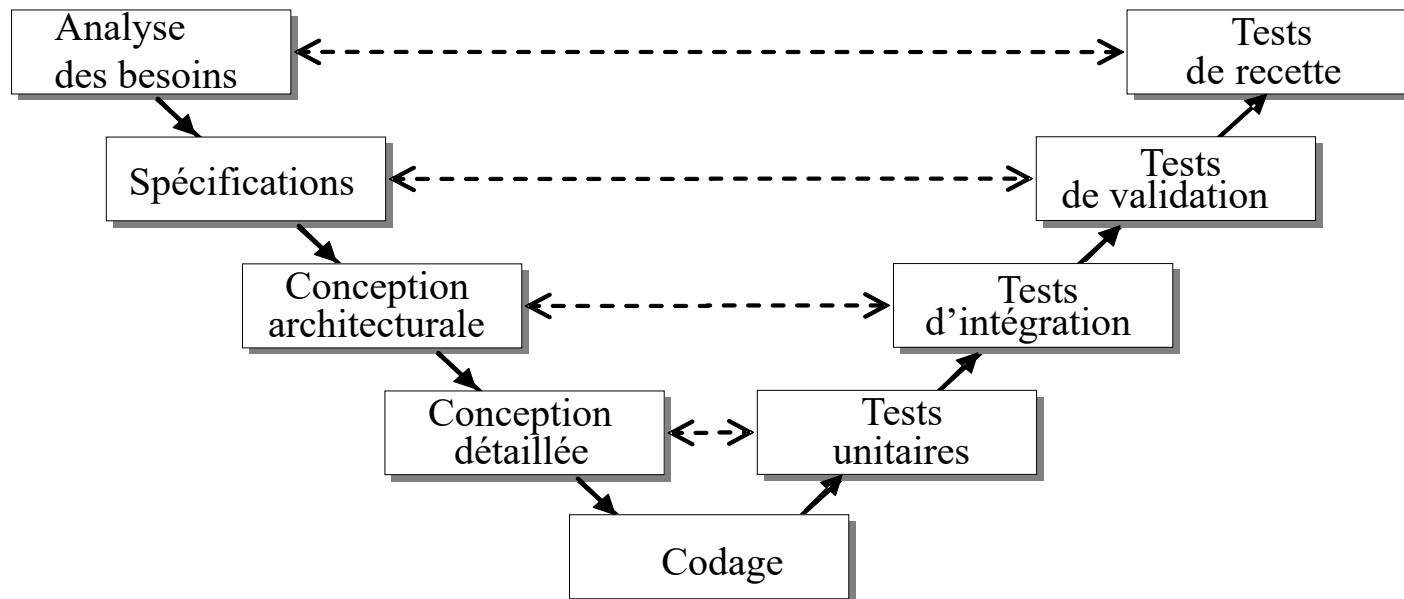 Analyse
des besoins
Tests
de recette
Spécifications
Tests
de validation
Conception
architecturale
Tests
d’intégration
Conception
détaillée
Tests
unitaires
Codage